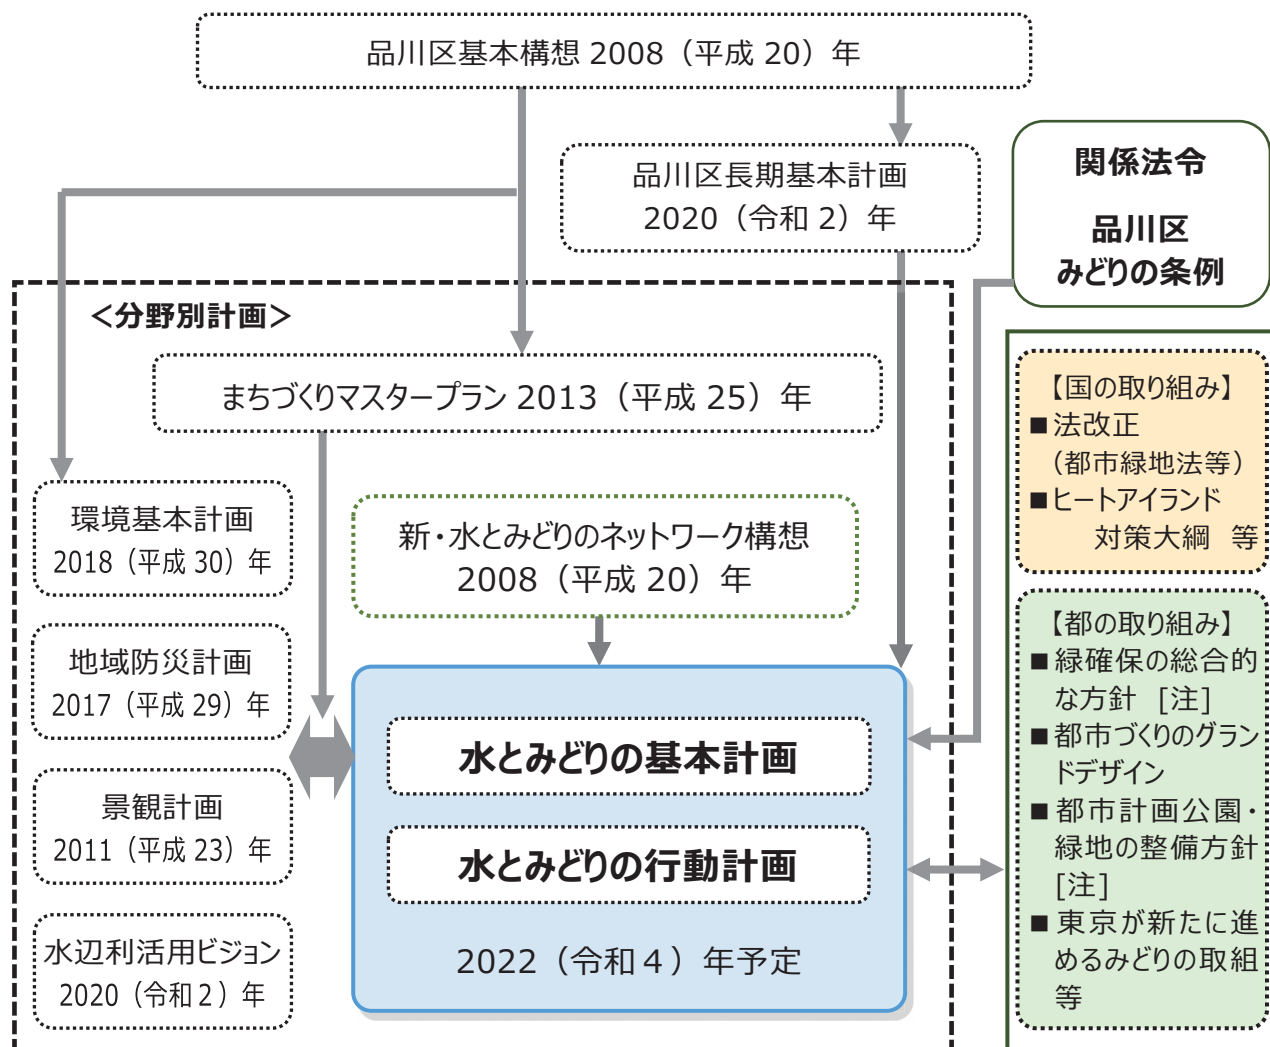 品川区基本構想 2008（平成 20）年
品川区長期基本計画
2020（令和 2）年
関係法令
品川区
みどりの条例
＜分野別計画＞
まちづくりマスタープラン 2013（平成 25）年
環境基本計画
2018（平成 30）年
地域防災計画
2017（平成 29）年
景観計画
2011（平成 23）年
水辺利活用ビジョン
2020（令和２）年
新・水とみどりのネットワーク構想
2008（平成 20）年
水とみどりの基本計画
水とみどりの行動計画
2022（令和４）年予定
【国の取り組み】
■ 法改正
（都市緑地法等）
■ ヒートアイランド
対策大綱 等
【都の取り組み】
■ 緑確保の総合的
な方針 [注]
■ 都市づくりのグラン
ドデザイン
■ 都市計画公園・
緑地の整備方針
[注]
■ 東京が新たに進
めるみどりの取組
等